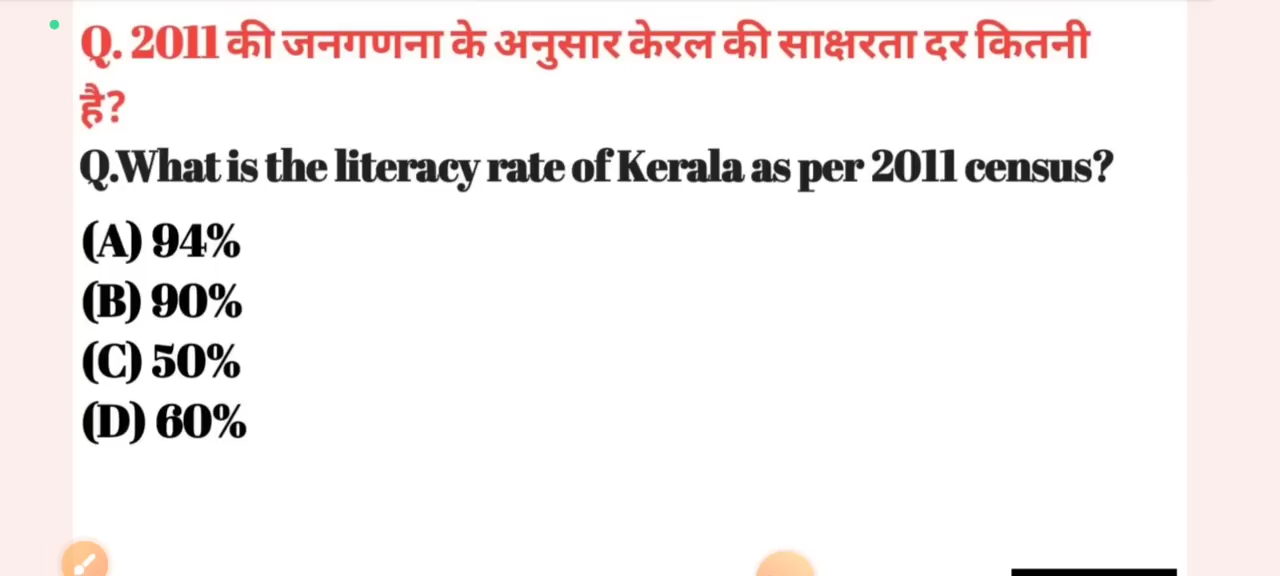 Q. 2011 की जनगणना के अनुसार केरल की साक्षरता दर कितनी
है?
Q.What is the literacy rate of Kerala as per 2011 census?
(A) 94%
(B) 90%
(C) 50%
(D) 60%